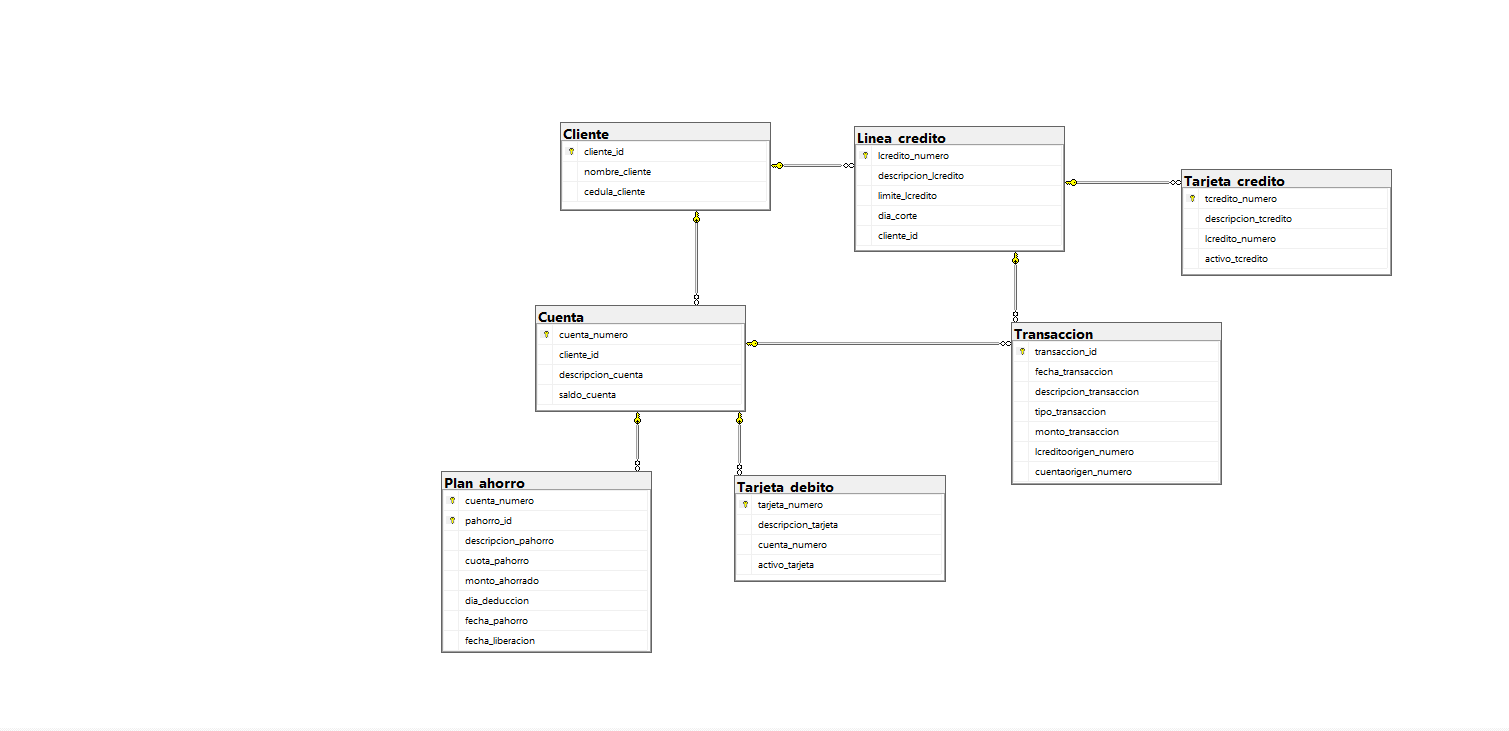 Cliente
cliente_id
nombre_cliente
cedula_cliente
Linea_credito
lcredito_numero
descripcion_lcredito
limite_lcredito
dia_corte
cliente_id
Tarjeta_credito
tcredito_numero
descripcion_tcredito
lcredito_numero
activo_tcredito
Cuenta
cuenta_numero
cliente_id
descripcion_cuenta
saldo_cuenta
Transaccion
transaccion_id
fecha_transaccion
descripcion_transaccion
tipo_transaccion
monto_transaccion
lcreditoorigen_numero
cuentaorigen_numero
Plan_ahorro
cuenta_numero
pahorro_id
descripcion_pahorro
cuota_pahorro
monto_ahorrado
dia_deduccion
fecha_pahorro
fecha_liberacion
Tarjeta_debito
tarjeta_numero
descripcion_tarjeta
cuenta_numero
activo_tarjeta